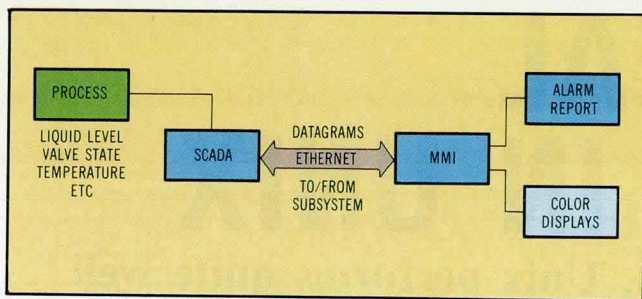 PROCESS
LIQUID LEVEL
VALVE STATE
TEMPERATURE
ETC
SCADA
DATAGRAMS
ETHERNET
TO/FROM
SUBSYSTEM
MMI
ALARM
REPORT
COLOR
DISPLAYS